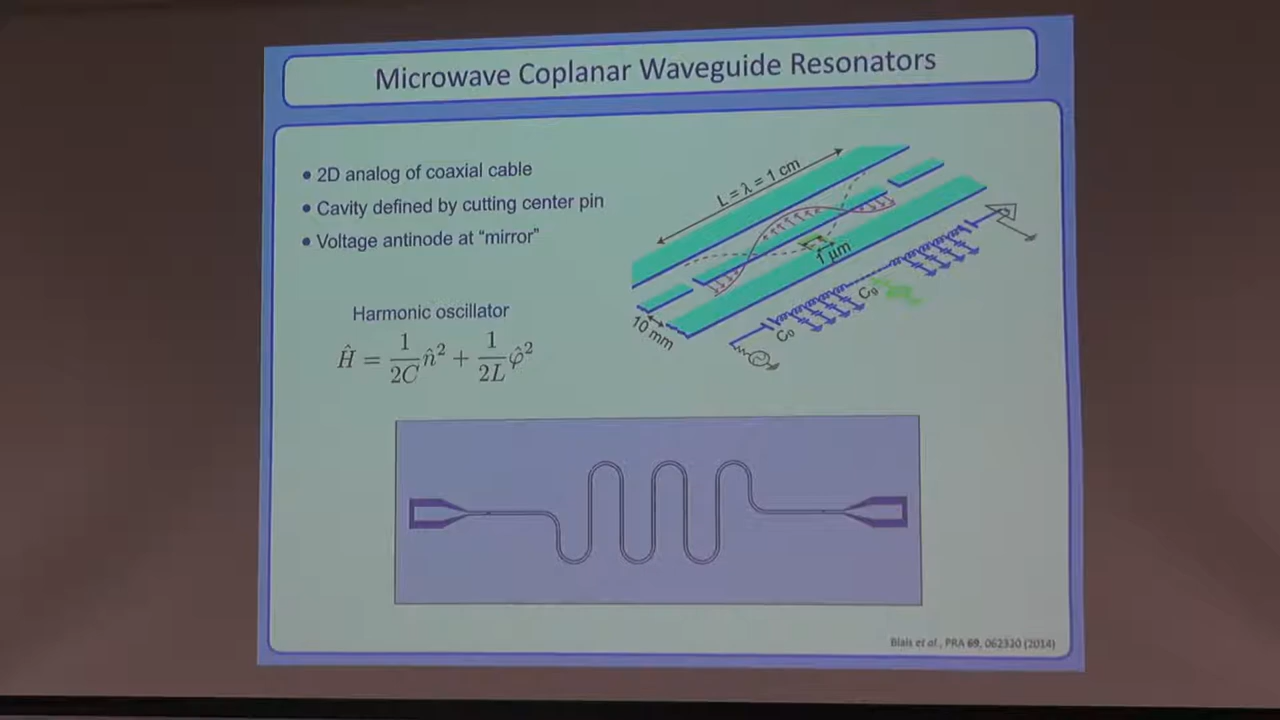 Microwave Coplanar Waveguide Resonators
• 2D analog of coaxial cable
• Cavity defined by cutting center pin
• Voltage antinode at “mirror”
L = λ = 1 cm
1 μm
10 mm
C₀
C_g
Harmonic oscillator
Ĥ = 1/2C n̂² + 1/2L φ̂²
Blais et al., PRA 69, 062320 (2014)